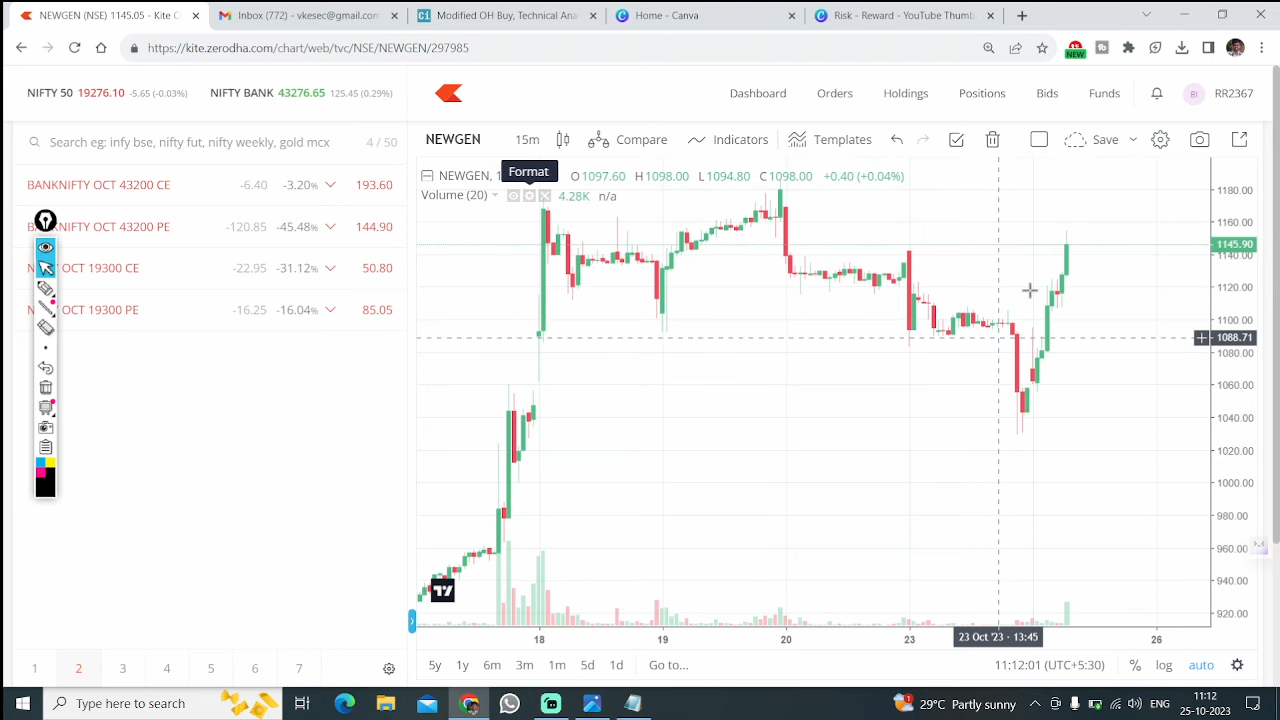 NEWGEN (NSE) 1145.05 - Kite C
Inbox (772) - vkesec@gmail.com
Modified OH Buy, Technical Ana
Home - Canva
Risk - Reward - YouTube Thumb
https://kite.zerodha.com/chart/web/tvc/NSE/NEWGEN/297985
NEW
NIFTY 50 19276.10 -5.65 (-0.03%) NIFTY BANK 43276.65 125.45 (0.29%)
Dashboard Orders Holdings Positions Bids Funds BI RR2367
Search eg: infy bse, nifty fut, nifty weekly, gold mcx 4 / 50
NEWGEN 15m Compare Indicators Templates Save
Format
BANKNIFTY OCT 43200 CE -6.40 -3.20% 193.60
OCT 43200 PE -120.85 -45.48% 144.90
OCT 19300 CE -22.95 -31.12% 50.80
OCT 19300 PE -16.25 -16.04% 85.05
NEWGEN, 1 O1097.60 H1098.00 L1094.80 C1098.00 +0.40 (+0.04%)
Volume (20) 4.28K n/a
1180.00
1160.00
1145.90
1140.00
1120.00
1100.00
1088.71
1080.00
1060.00
1040.00
1020.00
1000.00
980.00
960.00
940.00
920.00
18 19 20 23 23 Oct '23 - 13:45 26
5y 1y 6m 3m 1m 5d 1d Go to... 11:12:01 (UTC+5:30) % log auto
1 2 3 4 5 6 7
Type here to search
1
29°C Partly sunny
ENG
11:12
25-10-2023